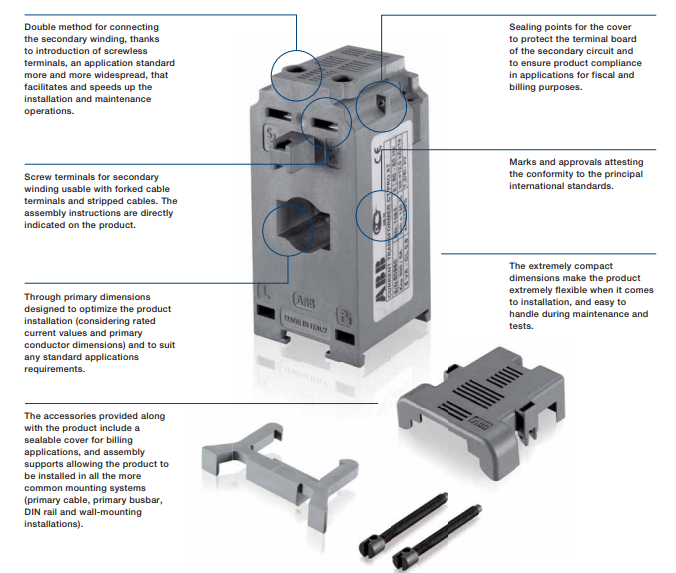 Double method for connecting
the secondary winding, thanks
to introduction of screwless
terminals, an application standard
more and more widespread, that
facilitates and speeds up the
installation and maintenance
operations.
Screw terminals for secondary
winding usable with forked cable
terminals and stripped cables. The
assembly instructions are directly
indicated on the product.
Through primary dimensions
designed to optimize the product
installation (considering rated
current values and primary
conductor dimensions) and to suit
any standard applications
requirements.
The accessories provided along
with the product include a
sealable cover for billing
applications, and assembly
supports allowing the product to
be installed in all the more
common mounting systems
(primary cable, primary busbar,
DIN rail and wall-mounting
installations).
Sealing points for the cover
to protect the terminal board
of the secondary circuit and
to ensure product compliance
in applications for fiscal and
billing purposes.
Marks and approvals attesting
the conformity to the principal
international standards.
The extremely compact
dimensions make the product
extremely flexible when it comes
to installation, and easy to
handle during maintenance and
tests.
S2
CE
ABB
CURRENT TRANSFORMER
ABB
MADE IN ITALY
ABB